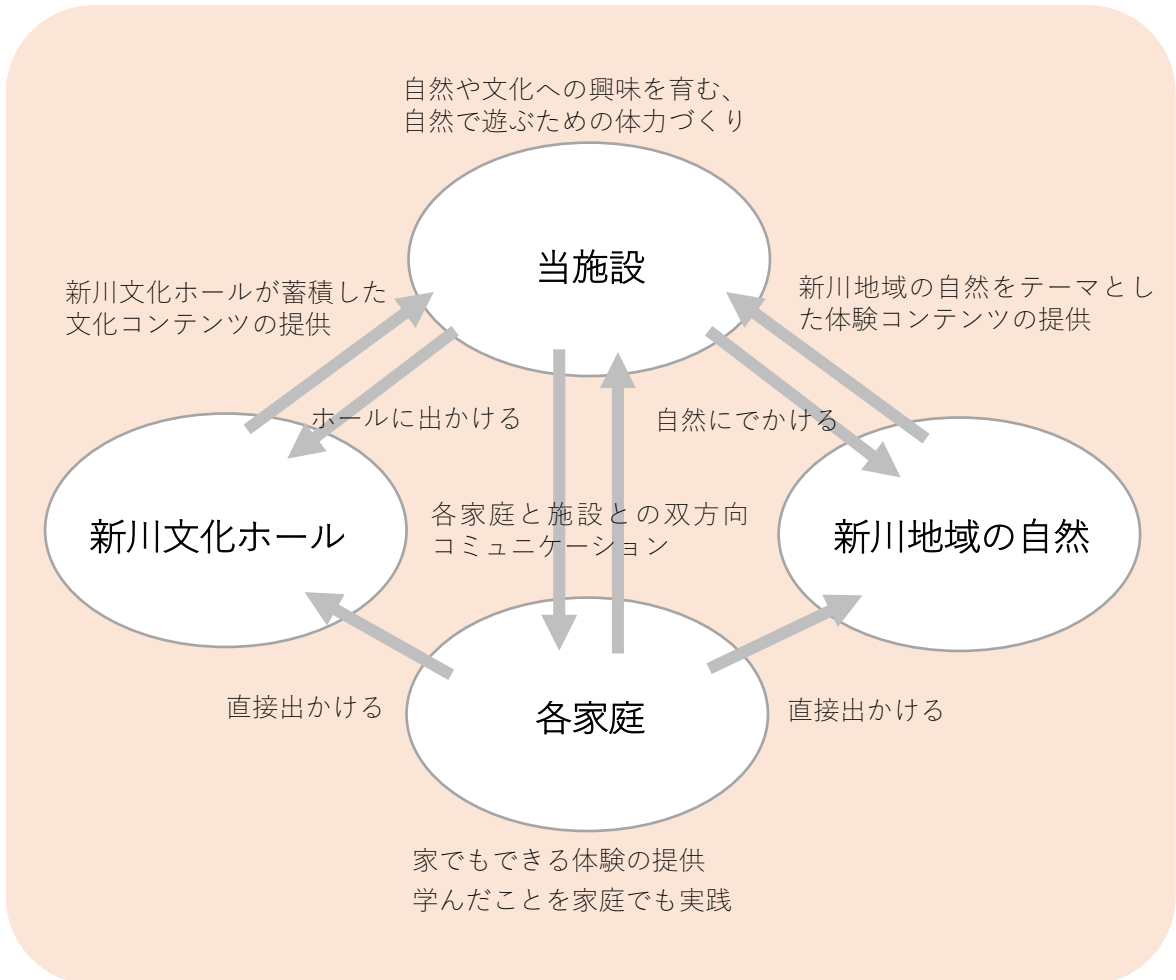 自然や文化への興味を育む、
自然で遊ぶための体力づくり
当施設
新川文化ホールが蓄積した
文化コンテンツの提供
新川地域の自然をテーマとし
た体験コンテンツの提供
ホールに出かける
自然にでかける
新川文化ホール
各家庭と施設との双方向
コミュニケーション
新川地域の自然
直接出かける
各家庭
直接出かける
家でもできる体験の提供
学んだことを家庭でも実践